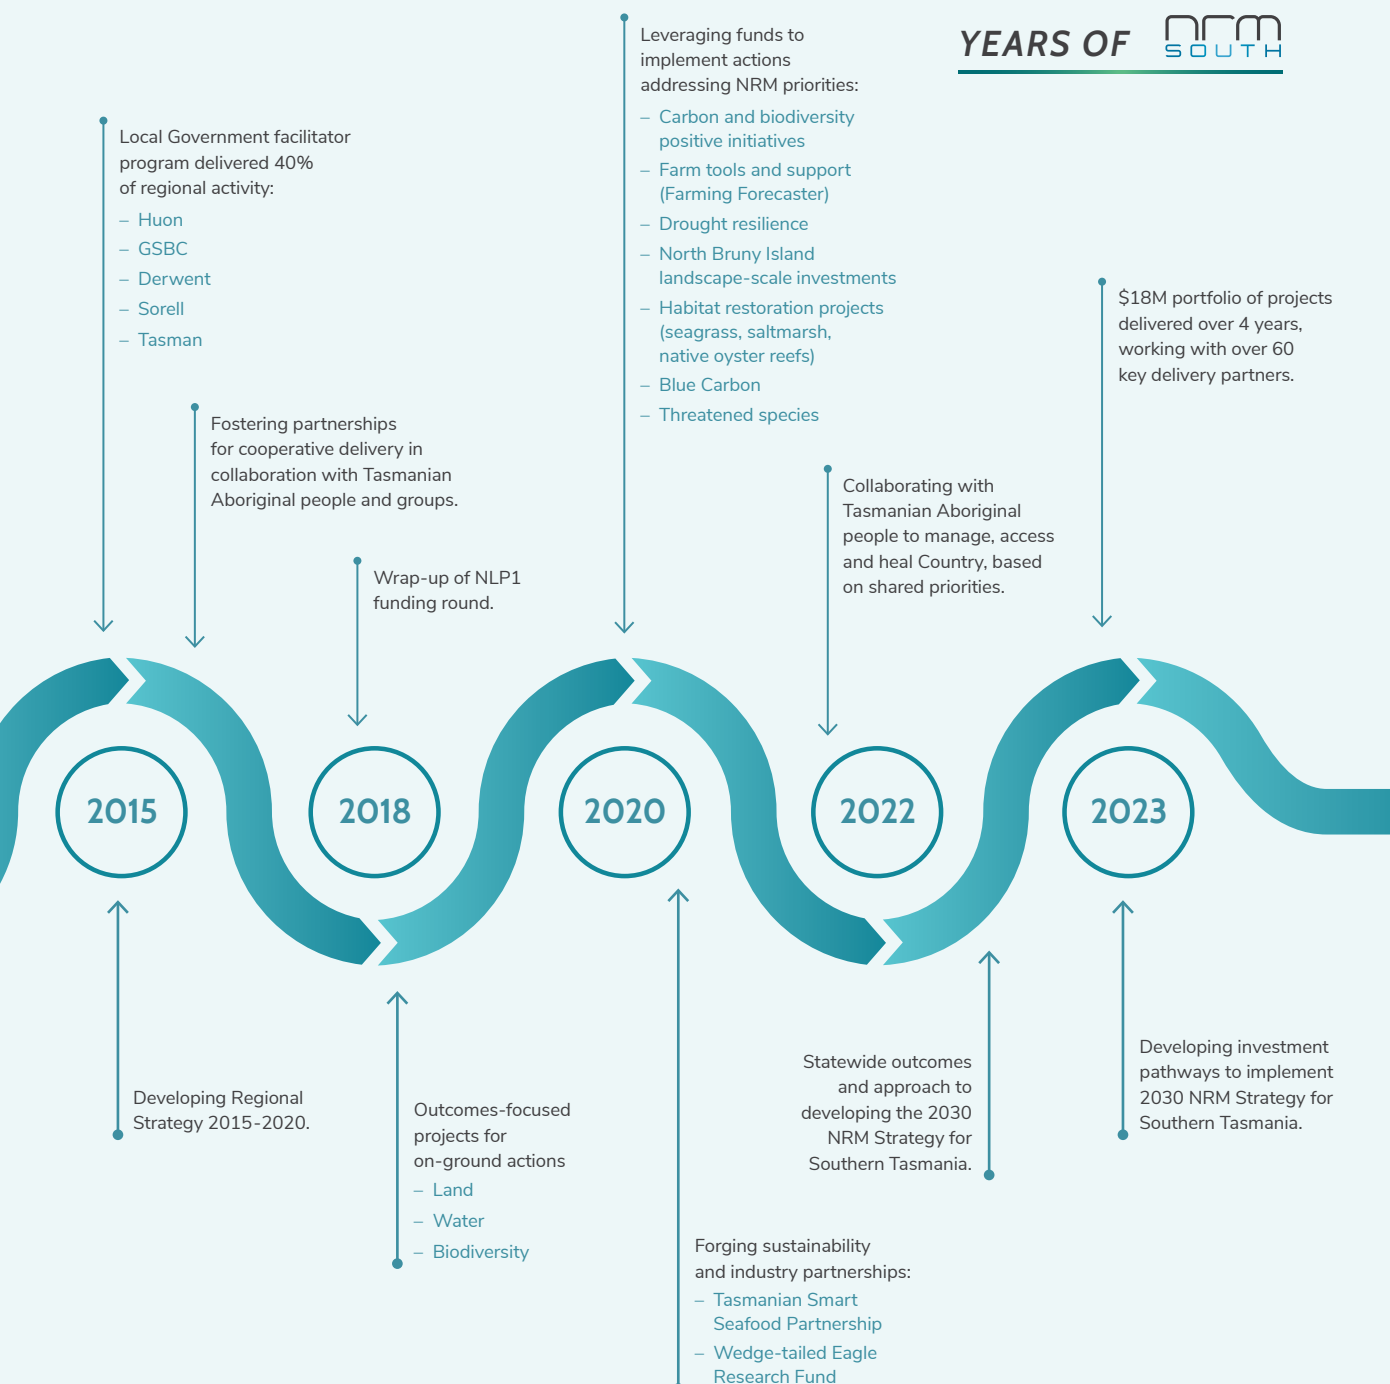 YEARS OF
nrm
SOUTH
Local Government facilitator
program delivered 40%
of regional activity:
– Huon
– GSBC
– Derwent
– Sorell
– Tasman
Fostering partnerships
for cooperative delivery in
collaboration with Tasmanian
Aboriginal people and groups.
Wrap-up of NLP1
funding round.
Leveraging funds to
implement actions
addressing NRM priorities:
– Carbon and biodiversity
positive initiatives
– Farm tools and support
(Farming Forecaster)
– Drought resilience
– North Bruny Island
landscape-scale investments
– Habitat restoration projects
(seagrass, saltmarsh,
native oyster reefs)
– Blue Carbon
– Threatened species
Collaborating with
Tasmanian Aboriginal
people to manage, access
and heal Country, based
on shared priorities.
$18M portfolio of projects
delivered over 4 years,
working with over 60
key delivery partners.
2015
2018
2020
2022
2023
Developing Regional
Strategy 2015-2020.
Outcomes-focused
projects for
on-ground actions
– Land
– Water
– Biodiversity
Forging sustainability
and industry partnerships:
– Tasmanian Smart
Seafood Partnership
– Wedge-tailed Eagle
Research Fund
Statewide outcomes
and approach to
developing the 2030
NRM Strategy for
Southern Tasmania.
Developing investment
pathways to implement
2030 NRM Strategy for
Southern Tasmania.